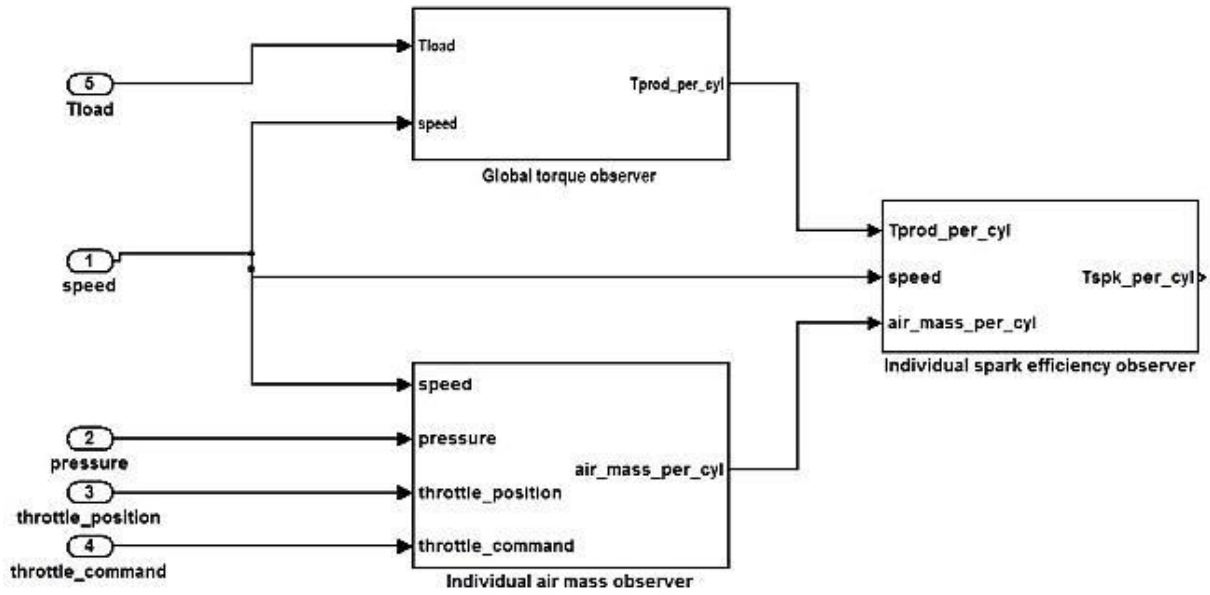 5
Tload
1
speed
2
pressure
3
throttle_position
4
throttle_command
Tload
speed
Tprod_per_cyl
Global torque observer
speed
pressure
throttle_position
throttle_command
air_mass_per_cyl
Individual air mass observer
Tprod_per_cyl
speed
air_mass_per_cyl
Tspk_per_cyl
Individual spark efficiency observer